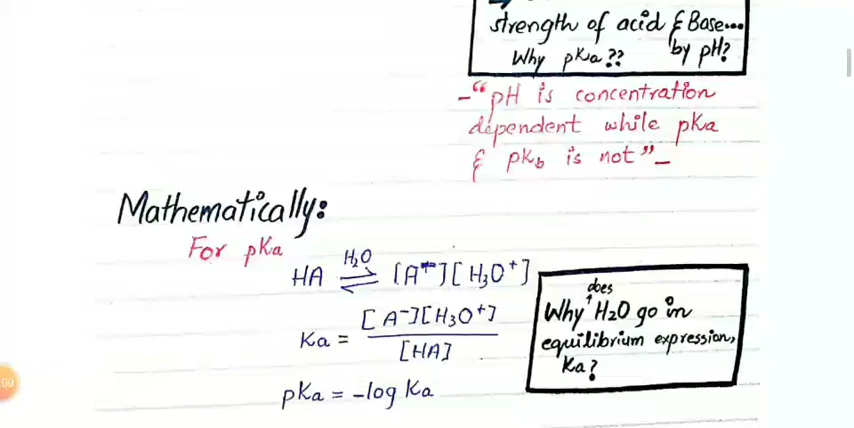 strength of acid & Base...
Why pKa?? by pH?
-"pH is concentration
dependent while pKa
& pKb is not"-
Mathematically:
For pKa
HA ⇌ [A⁻][H₃O⁺]
H₂O
Ka = [A⁻][H₃O⁺] / [HA]
pKa = -log Ka
does
Why ↑ H₂O go in
equilibrium expression,
Ka?
:00